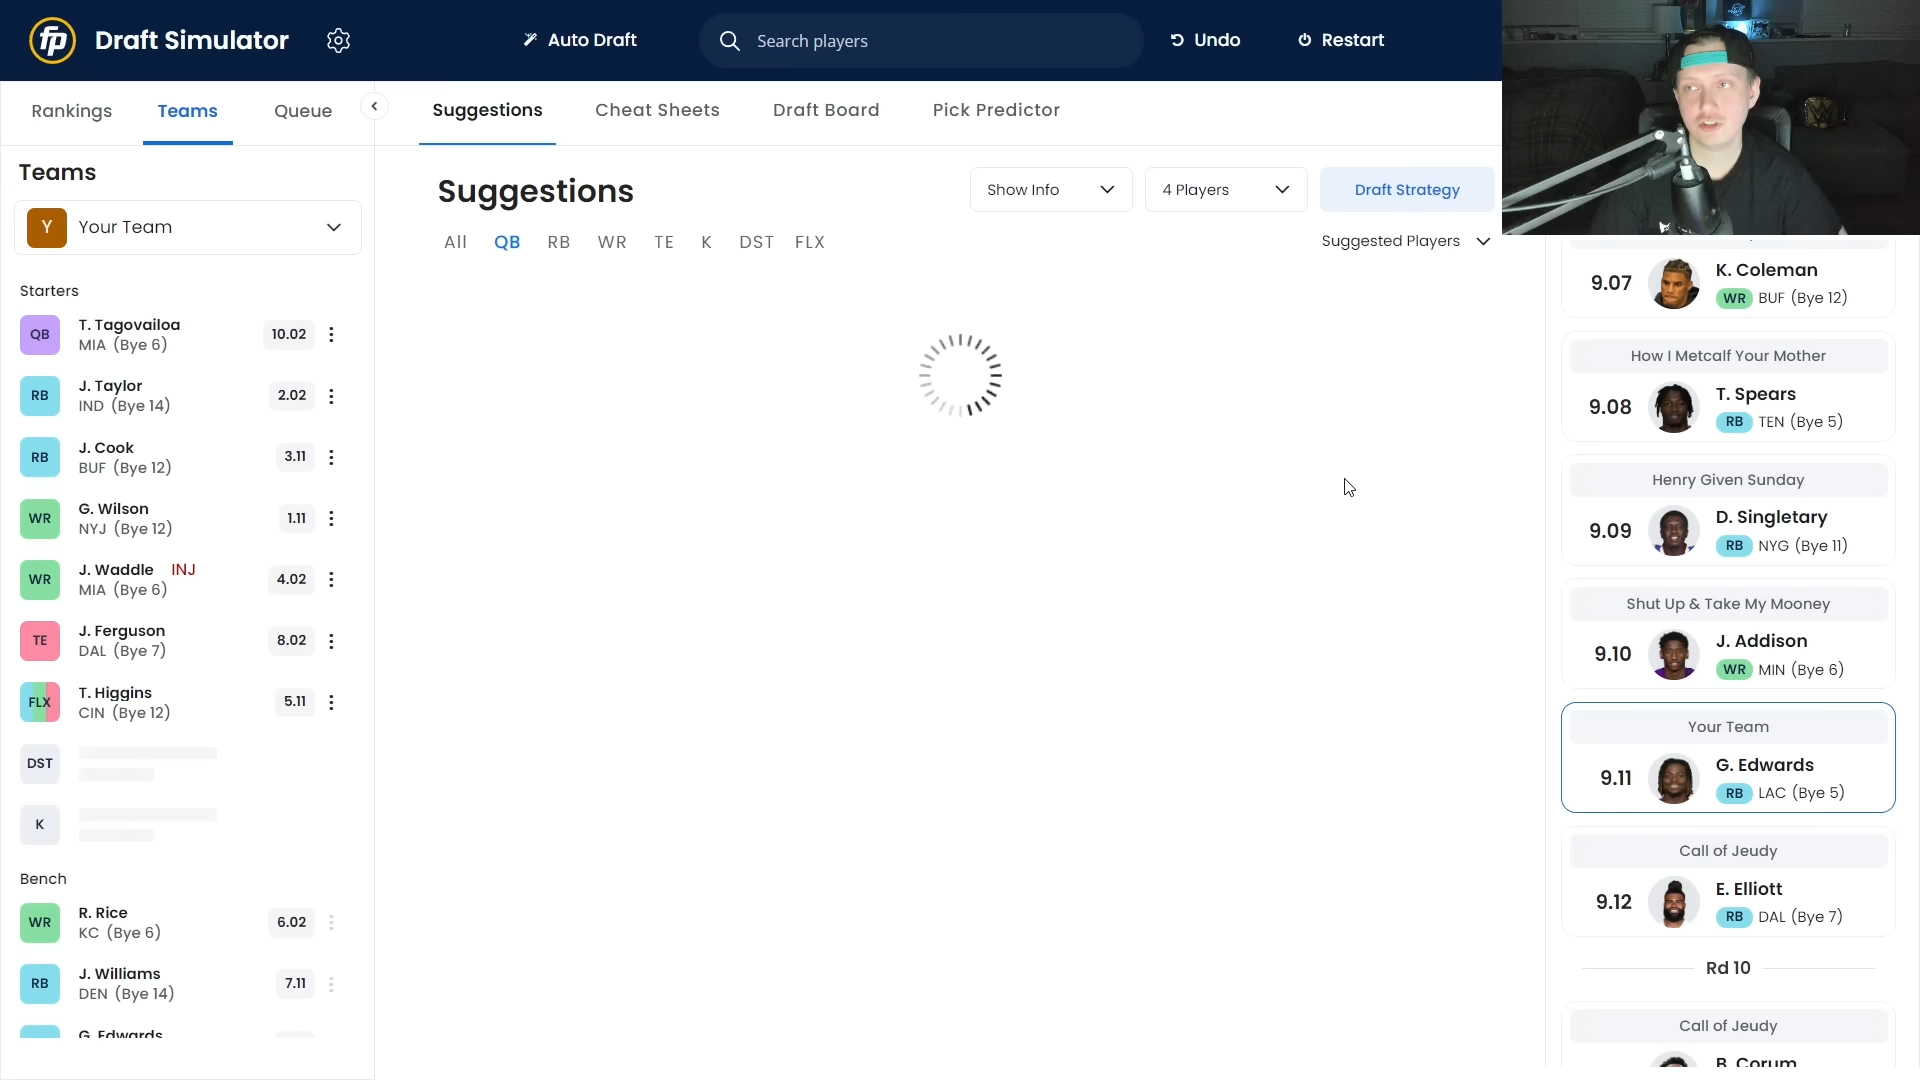 fp Draft Simulator
Auto Draft
Search players
Undo
Restart
Rankings
Teams
Queue
Suggestions
Cheat Sheets
Draft Board
Pick Predictor
Teams
Y Your Team
Starters
QB T. Tagovailoa 10.02
MIA (Bye 6)
RB J. Taylor 2.02
IND (Bye 14)
RB J. Cook 3.11
BUF (Bye 12)
WR G. Wilson 1.11
NYJ (Bye 12)
WR J. Waddle INJ 4.02
MIA (Bye 6)
TE J. Ferguson 8.02
DAL (Bye 7)
FLX T. Higgins 5.11
CIN (Bye 12)
DST
K
Bench
WR R. Rice 6.02
KC (Bye 6)
RB J. Williams 7.11
DEN (Bye 14)
G. Edwards
Suggestions
Show Info
4 Players
Draft Strategy
All QB RB WR TE K DST FLX
Suggested Players
9.07 K. Coleman
WR BUF (Bye 12)
How I Metcalf Your Mother
9.08 T. Spears
RB TEN (Bye 5)
Henry Given Sunday
9.09 D. Singletary
RB NYG (Bye 11)
Shut Up & Take My Mooney
9.10 J. Addison
WR MIN (Bye 6)
Your Team
9.11 G. Edwards
RB LAC (Bye 5)
Call of Jeudy
9.12 E. Elliott
RB DAL (Bye 7)
Rd 10
Call of Jeudy
B. Corum